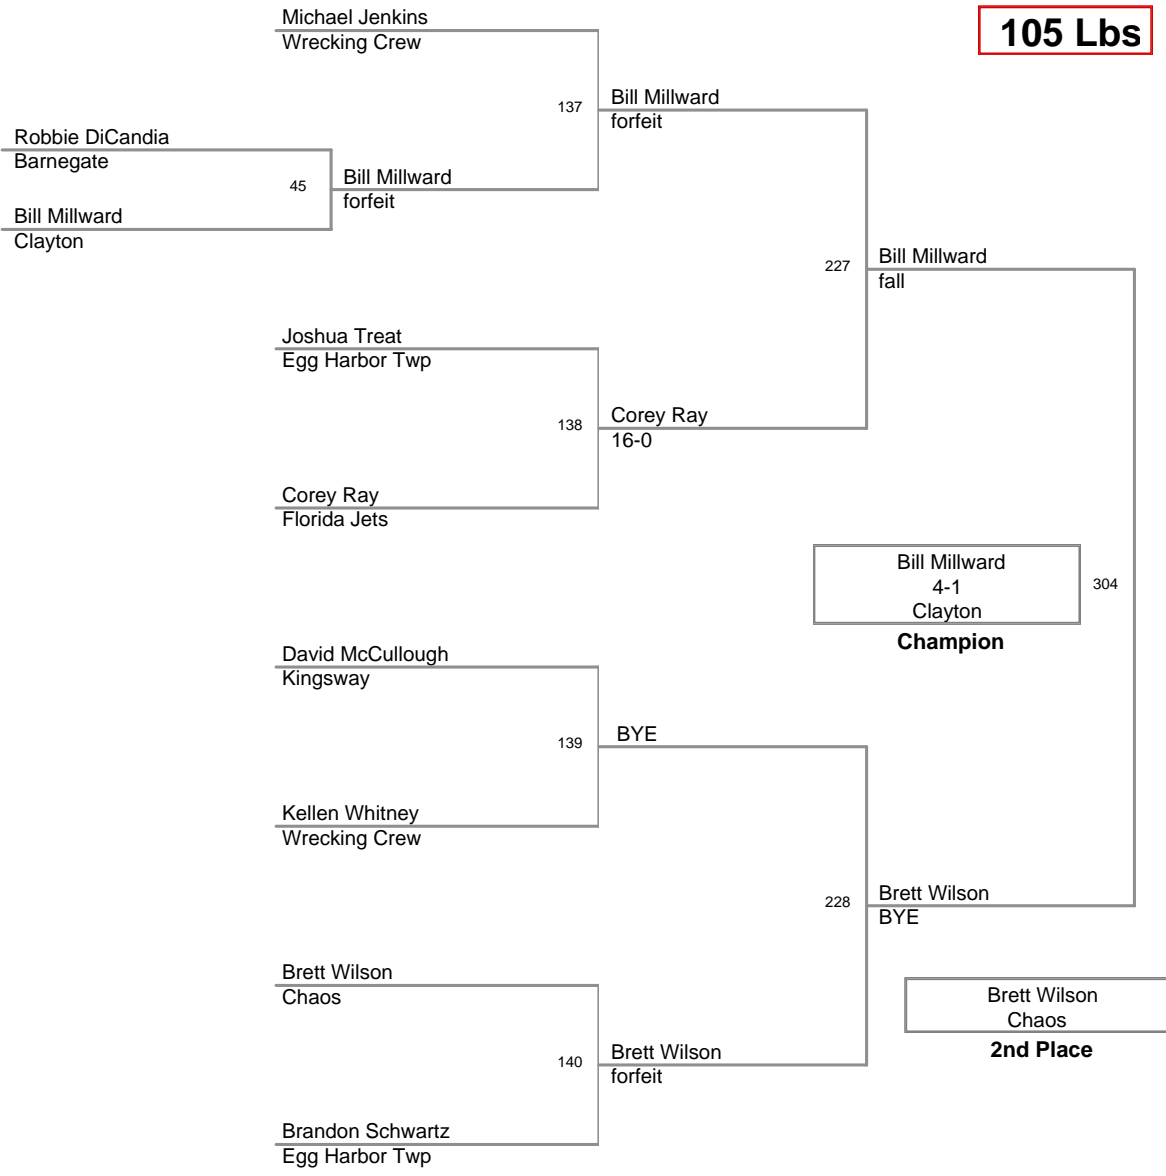 Michael Jenkins
Wrecking Crew
105 Lbs
137
Bill Millward
forfeit
Robbie DiCandia
Barnegate
45
Bill Millward
forfeit
Bill Millward
Clayton
227
Bill Millward
fall
Joshua Treat
Egg Harbor Twp
138
Corey Ray
16-0
Corey Ray
Florida Jets
Bill Millward
4-1
Clayton
304
Champion
David McCullough
Kingsway
139
BYE
Kellen Whitney
Wrecking Crew
228
Brett Wilson
BYE
Brett Wilson
Chaos
Brett Wilson
Chaos
2nd Place
140
Brett Wilson
forfeit
Brandon Schwartz
Egg Harbor Twp